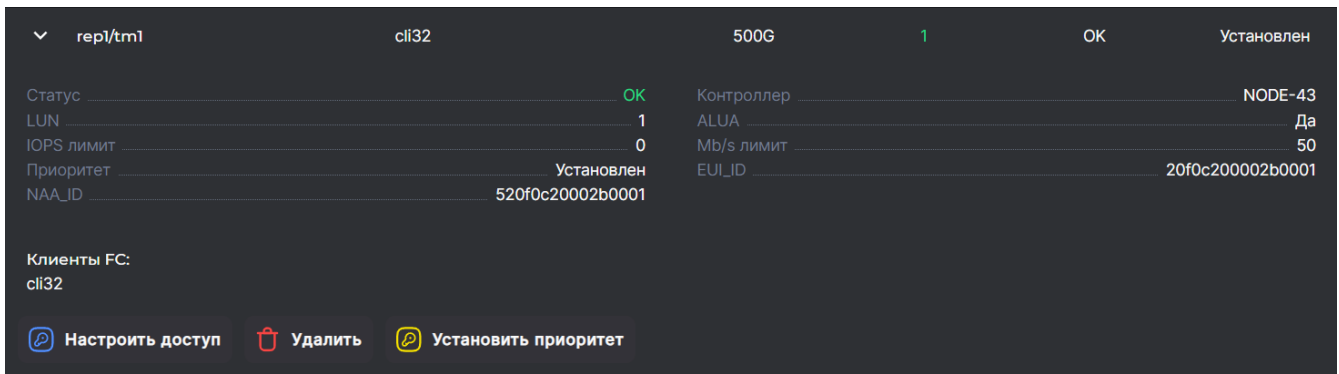 rep1/tm1 cli32 500G 1 OK Установлен
Статус OK Контроллер NODE-43
LUN 1 ALUA Да
IOPS лимит 0 Mb/s лимит 50
Приоритет Установлен EUI_ID 20f0c200002b0001
NAA_ID 520f0c20002b0001
Клиенты FC:
cli32
Настроить доступ Удалить Установить приоритет